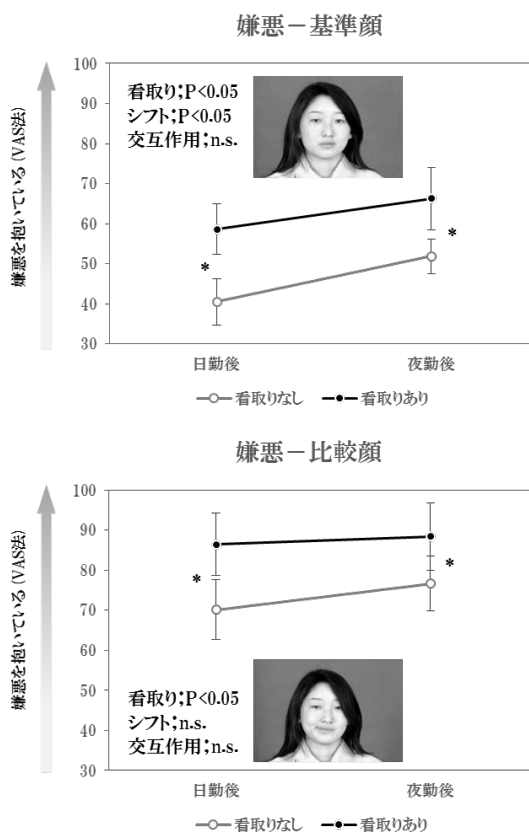 嫌悪－基準顔
嫌悪を抱いている (VAS法)
100
90
80
70
60
50
40
30
看取り;P<0.05
シフト;P<0.05
交互作用;n.s.
*
*
日勤後 夜勤後
看取りなし 看取りあり
嫌悪－比較顔
嫌悪を抱いている (VAS法)
100
90
80
70
60
50
40
30
*
*
看取り;P<0.05
シフト;n.s.
交互作用;n.s.
日勤後 夜勤後
看取りなし 看取りあり